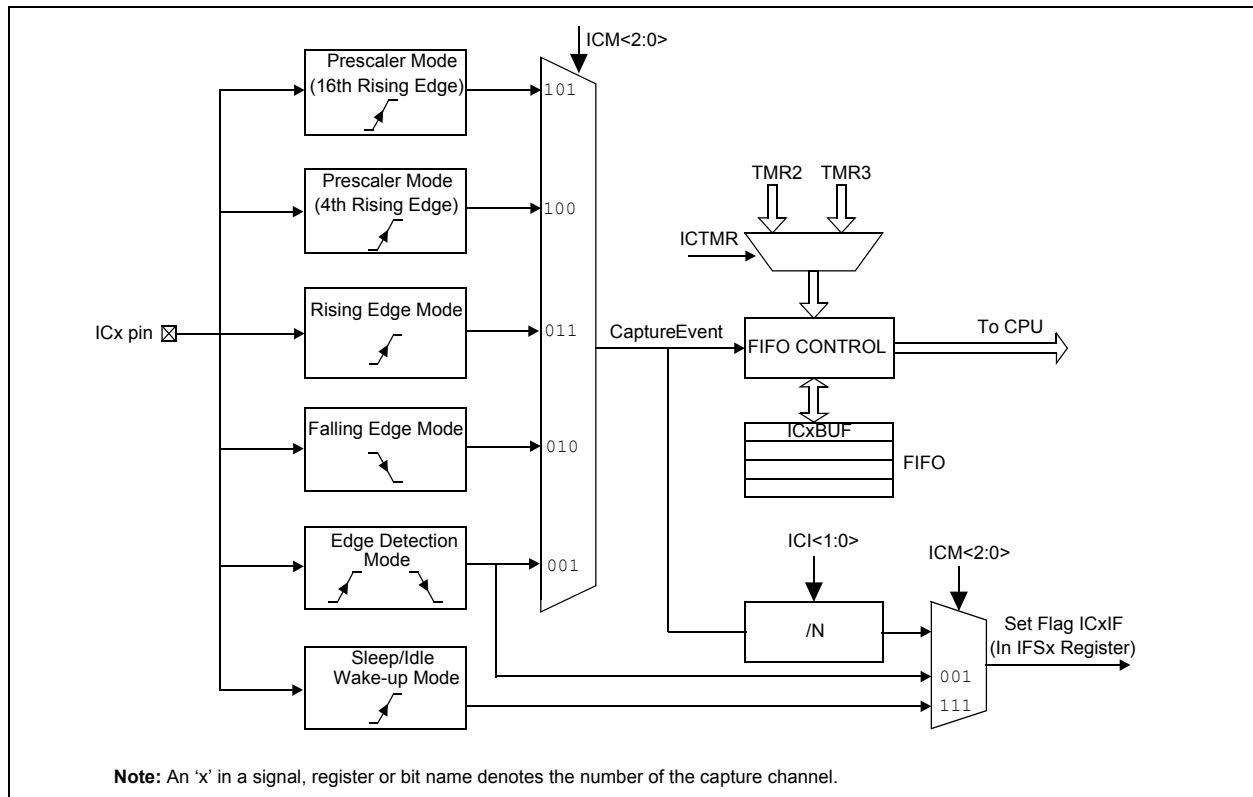 ICM<2:0>
Prescaler Mode
(16th Rising Edge)
101
Prescaler Mode
(4th Rising Edge)
100
TMR2 TMR3
ICTMR
ICx pin
Rising Edge Mode
011
CaptureEvent
FIFO CONTROL
To CPU
Falling Edge Mode
010
ICxBUF
FIFO
Edge Detection
Mode
001
ICI<1:0>
ICM<2:0>
/N
Set Flag ICxIF
(In IFSx Register)
Sleep/Idle
Wake-up Mode
001
111
Note: An ‘x’ in a signal, register or bit name denotes the number of the capture channel.